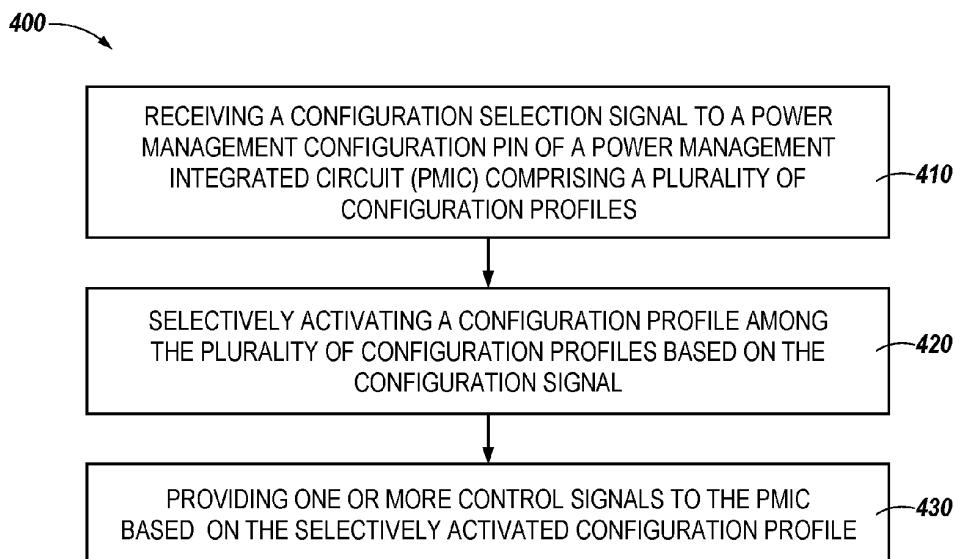 400
RECEIVING A CONFIGURATION SELECTION SIGNAL TO A POWER
MANAGEMENT CONFIGURATION PIN OF A POWER MANAGEMENT
INTEGRATED CIRCUIT (PMIC) COMPRISING A PLURALITY OF
CONFIGURATION PROFILES
410
SELECTIVELY ACTIVATING A CONFIGURATION PROFILE AMONG
THE PLURALITY OF CONFIGURATION PROFILES BASED ON THE
CONFIGURATION SIGNAL
420
PROVIDING ONE OR MORE CONTROL SIGNALS TO THE PMIC
BASED ON THE SELECTIVELY ACTIVATED CONFIGURATION PROFILE
430